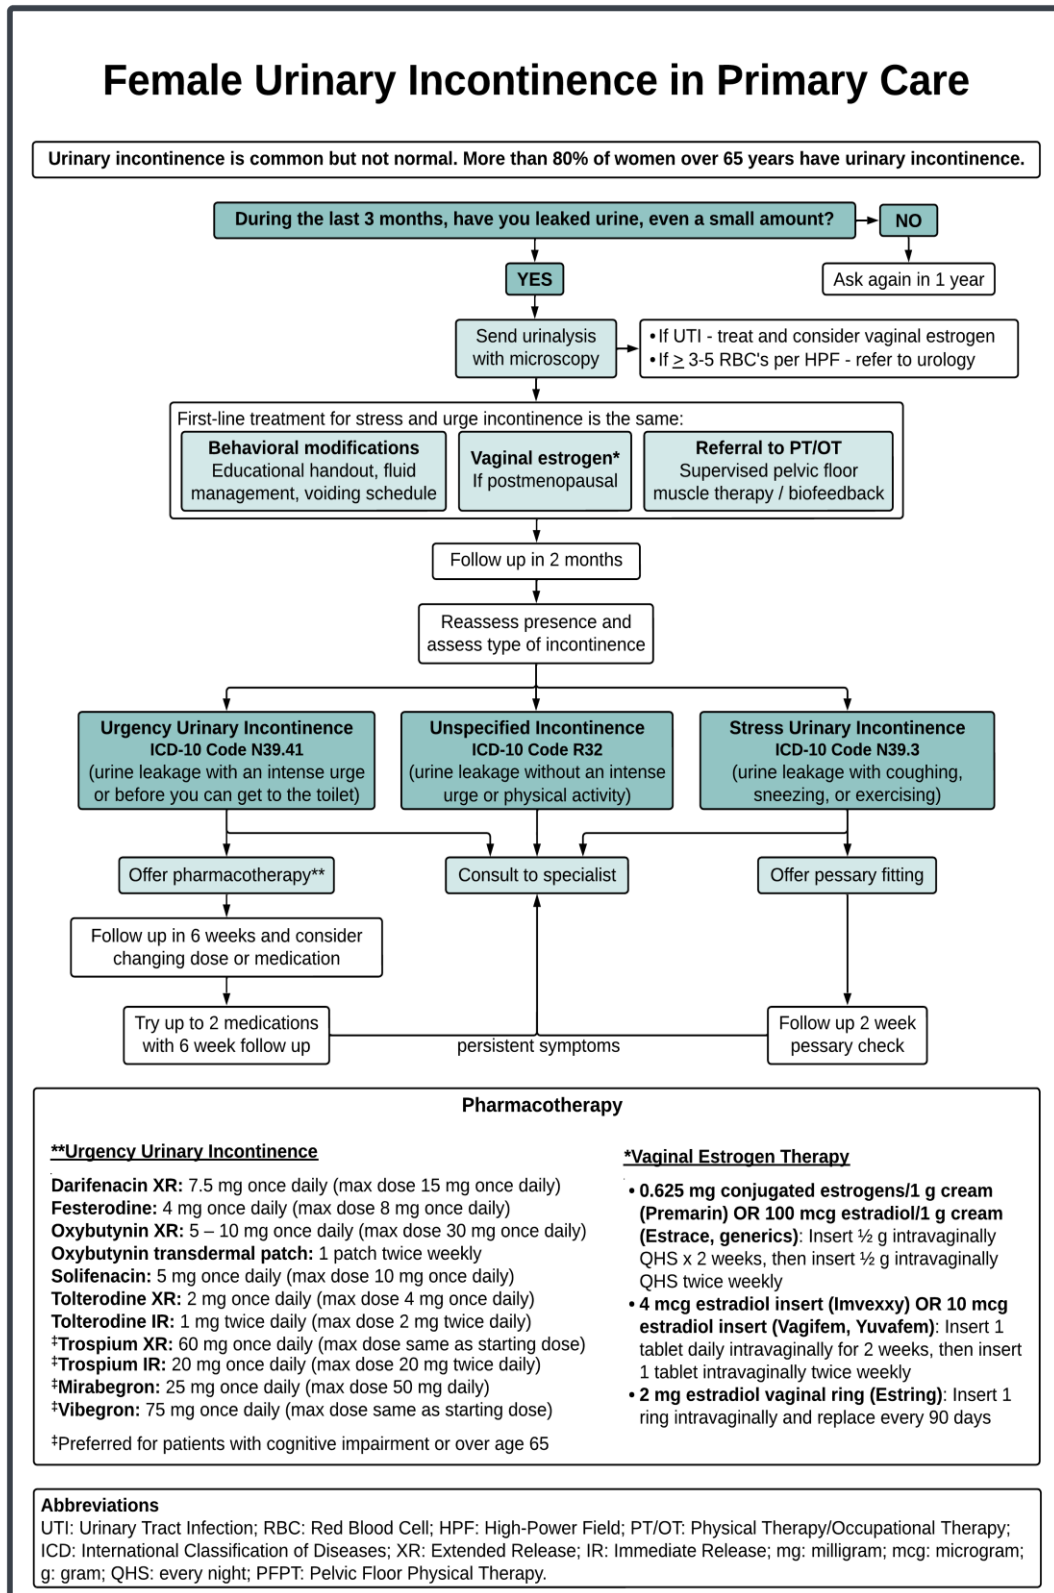 Female Urinary Incontinence in Primary Care
Urinary incontinence is common but not normal. More than 80% of women over 65 years have urinary incontinence.
During the last 3 months, have you leaked urine, even a small amount?
NO
YES
Ask again in 1 year
Send urinalysis
with microscopy
•If UTI - treat and consider vaginal estrogen
•If ≥ 3-5 RBC's per HPF - refer to urology
First-line treatment for stress and urge incontinence is the same:
Behavioral modifications
Educational handout, fluid
management, voiding schedule
Vaginal estrogen*
If postmenopausal
Referral to PT/OT
Supervised pelvic floor
muscle therapy / biofeedback
Follow up in 2 months
Reassess presence and
assess type of incontinence
Urgency Urinary Incontinence
ICD-10 Code N39.41
(urine leakage with an intense urge
or before you can get to the toilet)
Unspecified Incontinence
ICD-10 Code R32
(urine leakage without an intense
urge or physical activity)
Stress Urinary Incontinence
ICD-10 Code N39.3
(urine leakage with coughing,
sneezing, or exercising)
Offer pharmacotherapy**
Consult to specialist
Offer pessary fitting
Follow up in 6 weeks and consider
changing dose or medication
Try up to 2 medications
with 6 week follow up
persistent symptoms
Follow up 2 week
pessary check
Pharmacotherapy
**Urgency Urinary Incontinence
Darifenacin XR: 7.5 mg once daily (max dose 15 mg once daily)
Festerodine: 4 mg once daily (max dose 8 mg once daily)
Oxybutynin XR: 5 – 10 mg once daily (max dose 30 mg once daily)
Oxybutynin transdermal patch: 1 patch twice weekly
Solifenacin: 5 mg once daily (max dose 10 mg once daily)
Tolterodine XR: 2 mg once daily (max dose 4 mg once daily)
Tolterodine IR: 1 mg twice daily (max dose 2 mg twice daily)
‡Trospium XR: 60 mg once daily (max dose same as starting dose)
‡Trospium IR: 20 mg once daily (max dose 20 mg twice daily)
‡Mirabegron: 25 mg once daily (max dose 50 mg daily)
‡Vibegron: 75 mg once daily (max dose same as starting dose)
‡Preferred for patients with cognitive impairment or over age 65
*Vaginal Estrogen Therapy
• 0.625 mg conjugated estrogens/1 g cream
(Premarin) OR 100 mcg estradiol/1 g cream
(Estrace, generics): Insert ½ g intravaginally
QHS x 2 weeks, then insert ½ g intravaginally
QHS twice weekly
• 4 mcg estradiol insert (Imvexxy) OR 10 mcg
estradiol insert (Vagifem, Yuvafem): Insert 1
tablet daily intravaginally for 2 weeks, then insert
1 tablet intravaginally twice weekly
• 2 mg estradiol vaginal ring (Estring): Insert 1
ring intravaginally and replace every 90 days
Abbreviations
UTI: Urinary Tract Infection; RBC: Red Blood Cell; HPF: High-Power Field; PT/OT: Physical Therapy/Occupational Therapy;
ICD: International Classification of Diseases; XR: Extended Release; IR: Immediate Release; mg: milligram; mcg: microgram;
g: gram; QHS: every night; PFPT: Pelvic Floor Physical Therapy.